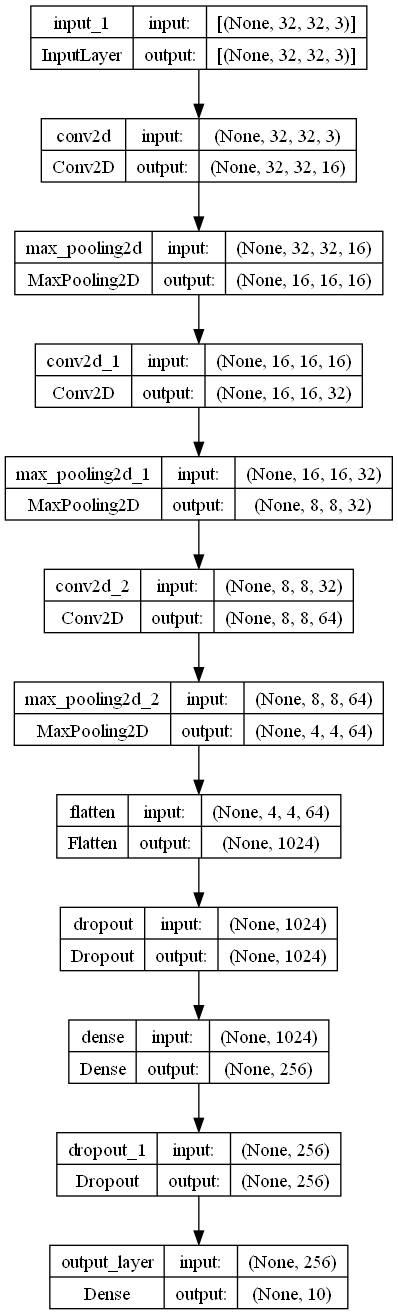 input_1 input: [(None, 32, 32, 3)]
InputLayer output: [(None, 32, 32, 3)]
conv2d input: (None, 32, 32, 3)
Conv2D output: (None, 32, 32, 16)
max_pooling2d input: (None, 32, 32, 16)
MaxPooling2D output: (None, 16, 16, 16)
conv2d_1 input: (None, 16, 16, 16)
Conv2D output: (None, 16, 16, 32)
max_pooling2d_1 input: (None, 16, 16, 32)
MaxPooling2D output: (None, 8, 8, 32)
conv2d_2 input: (None, 8, 8, 32)
Conv2D output: (None, 8, 8, 64)
max_pooling2d_2 input: (None, 8, 8, 64)
MaxPooling2D output: (None, 4, 4, 64)
flatten input: (None, 4, 4, 64)
Flatten output: (None, 1024)
dropout input: (None, 1024)
Dropout output: (None, 1024)
dense input: (None, 1024)
Dense output: (None, 256)
dropout_1 input: (None, 256)
Dropout output: (None, 256)
output_layer input: (None, 256)
Dense output: (None, 10)